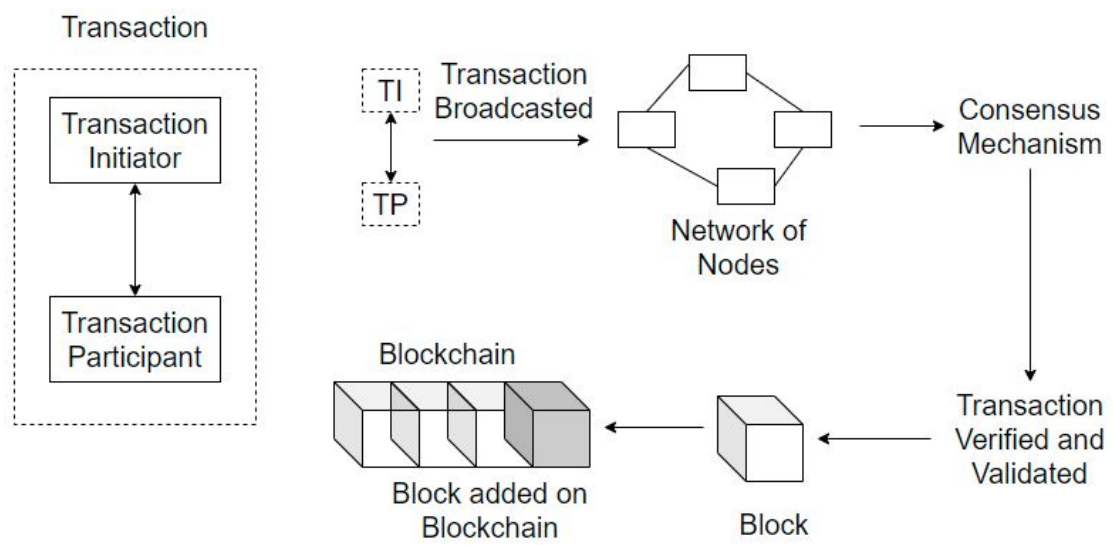 Transaction
Transaction
Initiator
Transaction
Participant
TI
TP
Transaction
Broadcasted
Network of
Nodes
Consensus
Mechanism
Transaction
Verified and
Validated
Block
Blockchain
Block added on
Blockchain